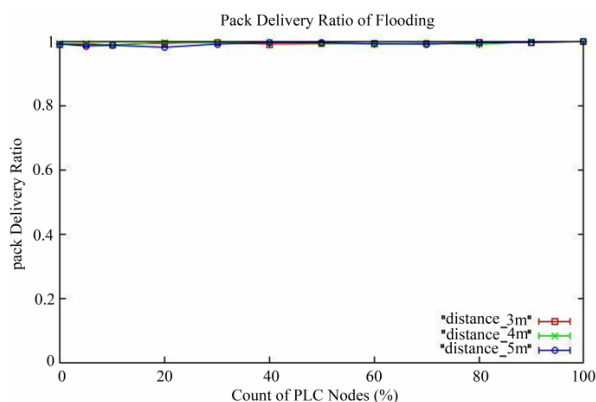 Pack Delivery Ratio of Flooding
1
0.8
0.6
0.4
0.2
0
pack Delivery Ratio
0 20 40 60 80 100
Count of PLC Nodes (%)
"distance_3m"
"distance_4m"
"distance_5m"